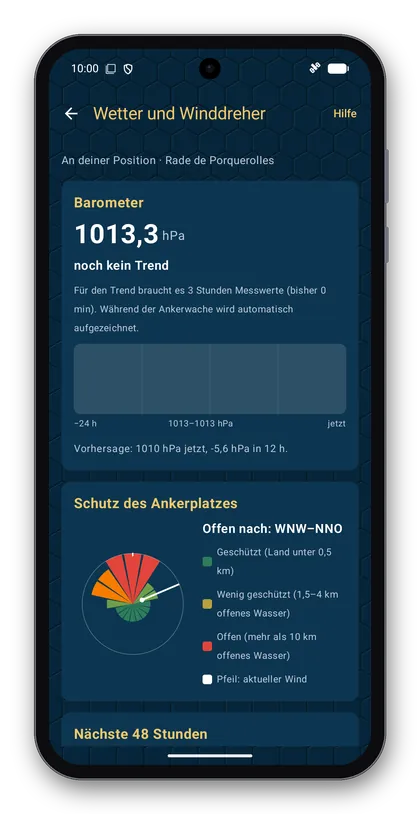 10:00
Wetter und Winddreher
Hilfe
An deiner Position · Rade de Porquerolles
Barometer
1013,3 hPa
noch kein Trend
Für den Trend braucht es 3 Stunden Messwerte (bisher 0
min). Während der Ankerwache wird automatisch
aufgezeichnet.
−24 h
1013–1013 hPa
jetzt
Vorhersage: 1010 hPa jetzt, -5,6 hPa in 12 h.
Schutz des Ankerplatzes
Offen nach: WNW–NNO
Geschützt (Land unter 0,5
km)
Wenig geschützt (1,5–4 km
offenes Wasser)
Offen (mehr als 10 km
offenes Wasser)
Pfeil: aktueller Wind
Nächste 48 Stunden